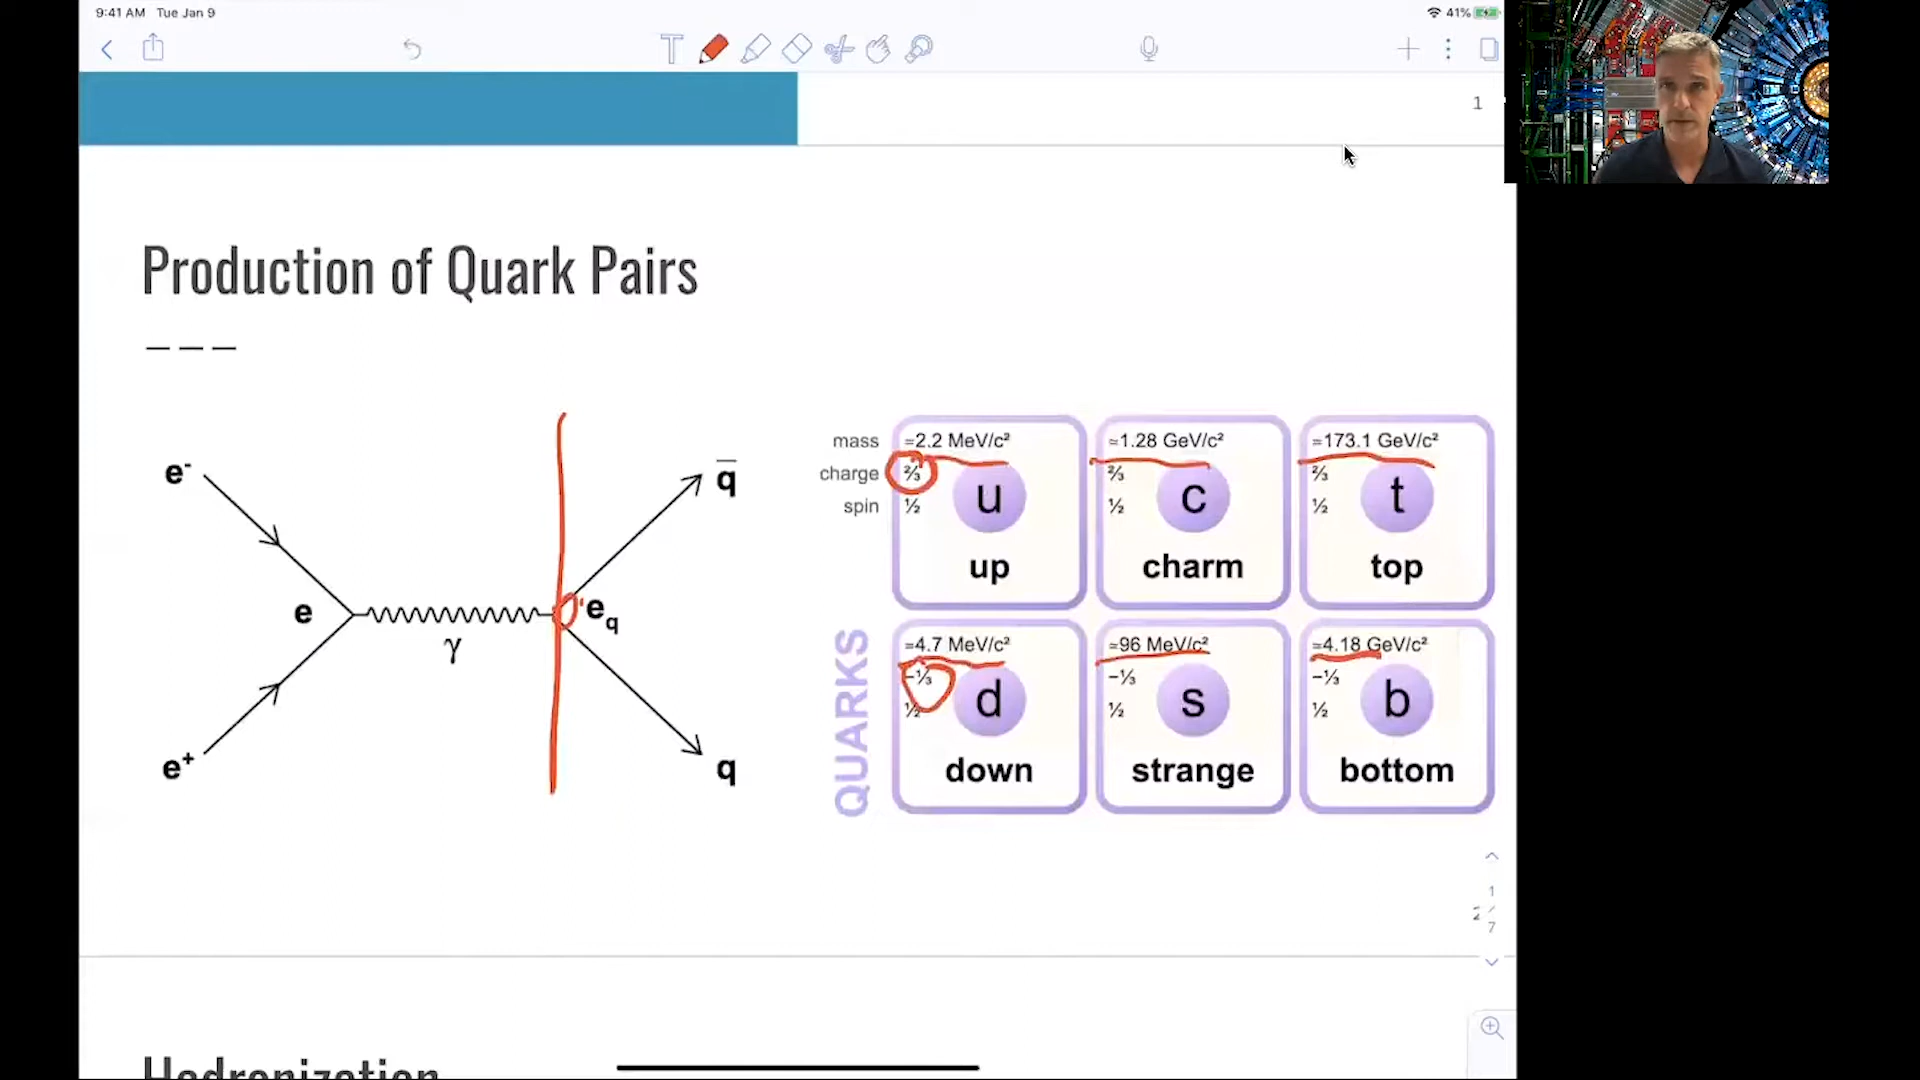 9:41 AM Tue Jan 9
41%
T
1
Production of Quark Pairs
e⁻
q̅
e
γ
e_q
e⁺
q
mass
charge
spin
≃2.2 MeV/c²
⅔
½
u
up
≃1.28 GeV/c²
⅔
½
c
charm
≃173.1 GeV/c²
⅔
½
t
top
QUARKS
≃4.7 MeV/c²
−⅓
½
d
down
≃96 MeV/c²
−⅓
½
s
strange
≃4.18 GeV/c²
−⅓
½
b
bottom
1
/
7
2
Hadronization